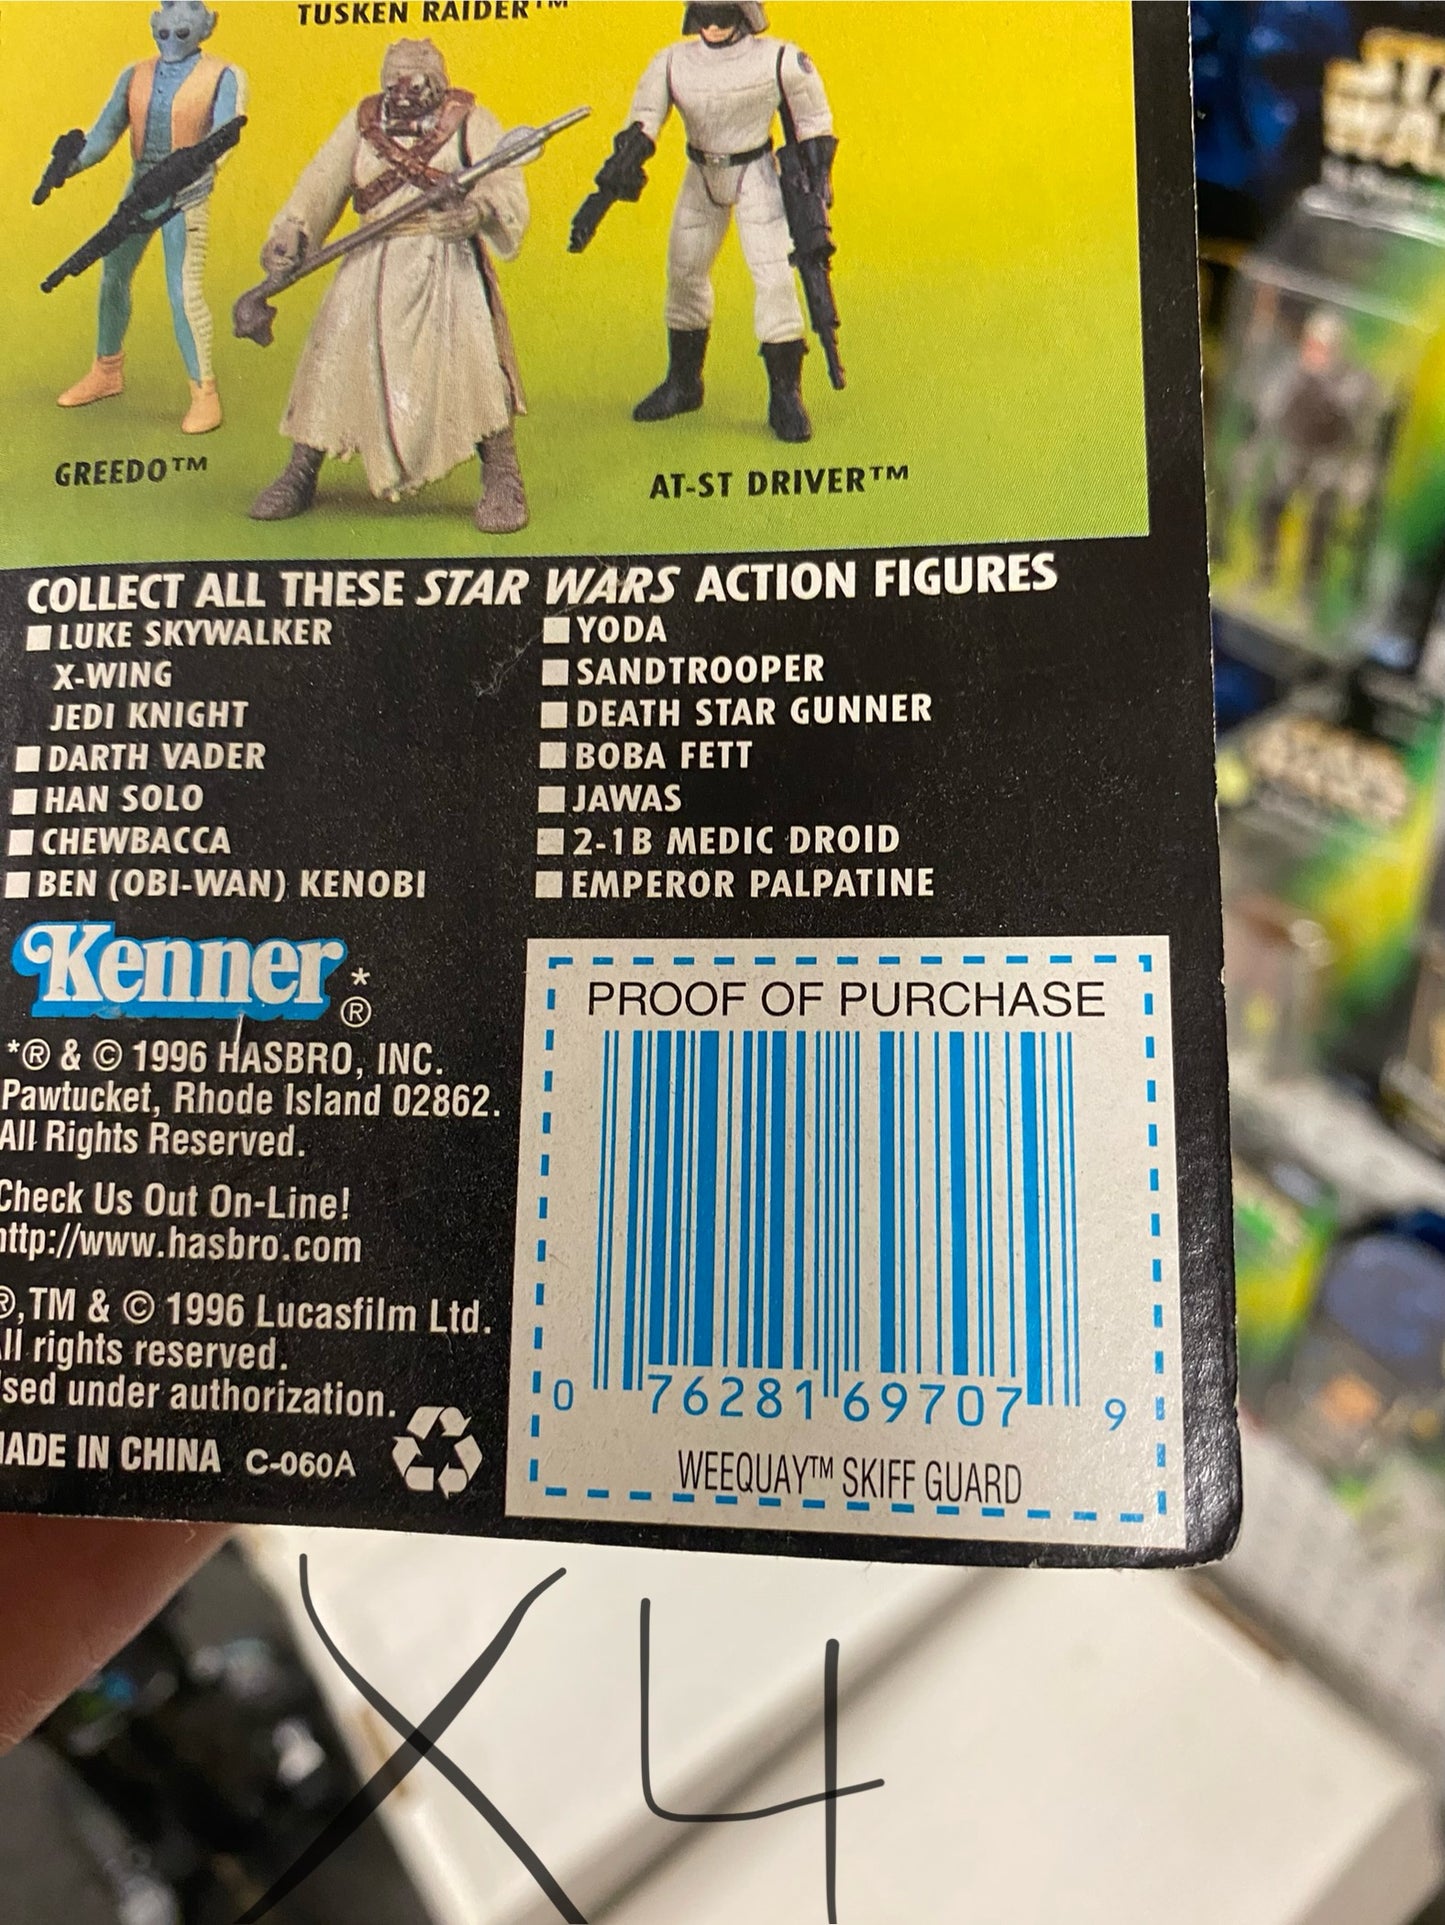 TUSKEN RAIDER™
GREEDO™
AT-ST DRIVER™
COLLECT ALL THESE STAR WARS ACTION FIGURES
■ LUKE SKYWALKER
X-WING
JEDI KNIGHT
■ DARTH VADER
■ HAN SOLO
■ CHEWBACCA
■ BEN (OBI-WAN) KENOBI
■ YODA
■ SANDTROOPER
■ DEATH STAR GUNNER
■ BOBA FETT
■ JAWAS
■ 2-1B MEDIC DROID
■ EMPEROR PALPATINE
Kenner*®
*® & © 1996 HASBRO, INC.
Pawtucket, Rhode Island 02862.
All Rights Reserved.
Check Us Out On-Line!
http://www.hasbro.com
®,TM & © 1996 Lucasfilm Ltd.
All rights reserved.
Used under authorization.
MADE IN CHINA C-060A
PROOF OF PURCHASE
0 76281 69707 9
WEEQUAY™ SKIFF GUARD
X4
STAR
WARS